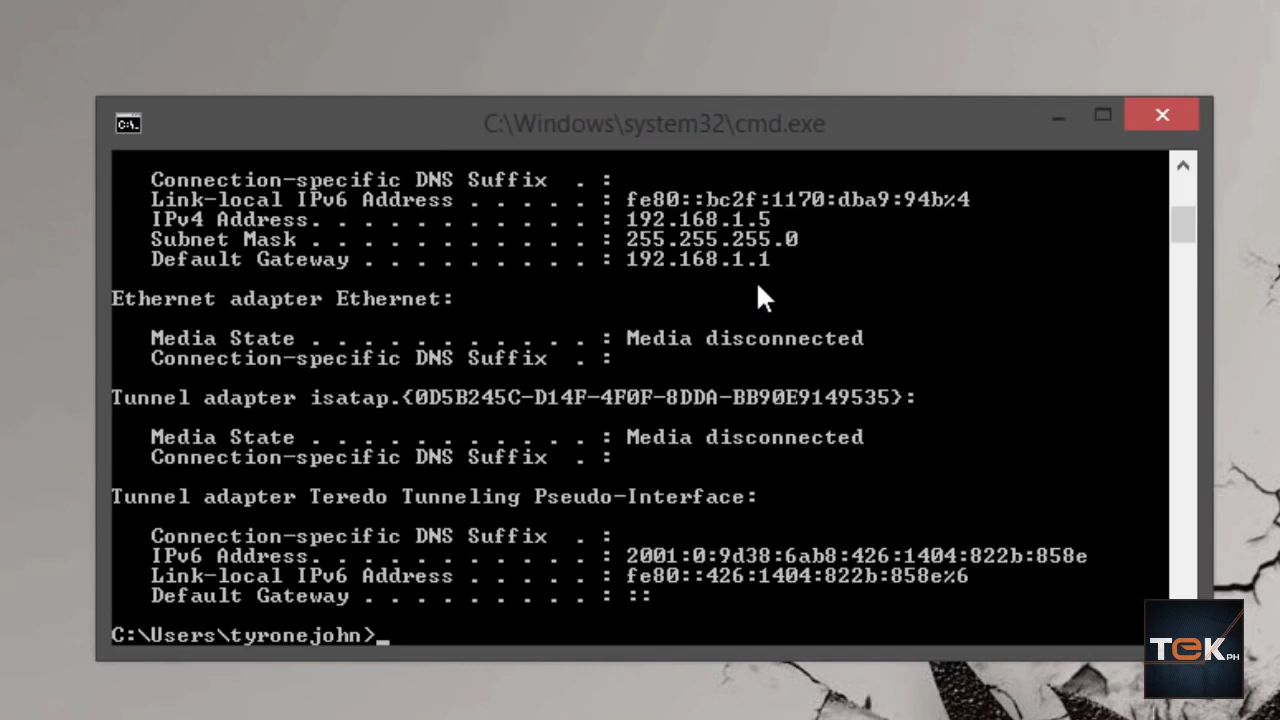 C:\Windows\system32\cmd.exe
Connection-specific DNS Suffix  . :
Link-local IPv6 Address . . . . . : fe80::bc2f:1170:dba9:94b%4
IPv4 Address. . . . . . . . . . . : 192.168.1.5
Subnet Mask . . . . . . . . . . . : 255.255.255.0
Default Gateway . . . . . . . . . : 192.168.1.1
Ethernet adapter Ethernet:
Media State . . . . . . . . . . . : Media disconnected
Connection-specific DNS Suffix  . :
Tunnel adapter isatap.{0D5B245C-D14F-4F0F-8DDA-BB90E9149535}:
Media State . . . . . . . . . . . : Media disconnected
Connection-specific DNS Suffix  . :
Tunnel adapter Teredo Tunneling Pseudo-Interface:
Connection-specific DNS Suffix  . :
IPv6 Address. . . . . . . . . . . : 2001:0:9d38:6ab8:426:1404:822b:858e
Link-local IPv6 Address . . . . . : fe80::426:1404:822b:858e%6
Default Gateway . . . . . . . . . : ::
C:\Users\tyronejohn>_
C:\.
TeK PH